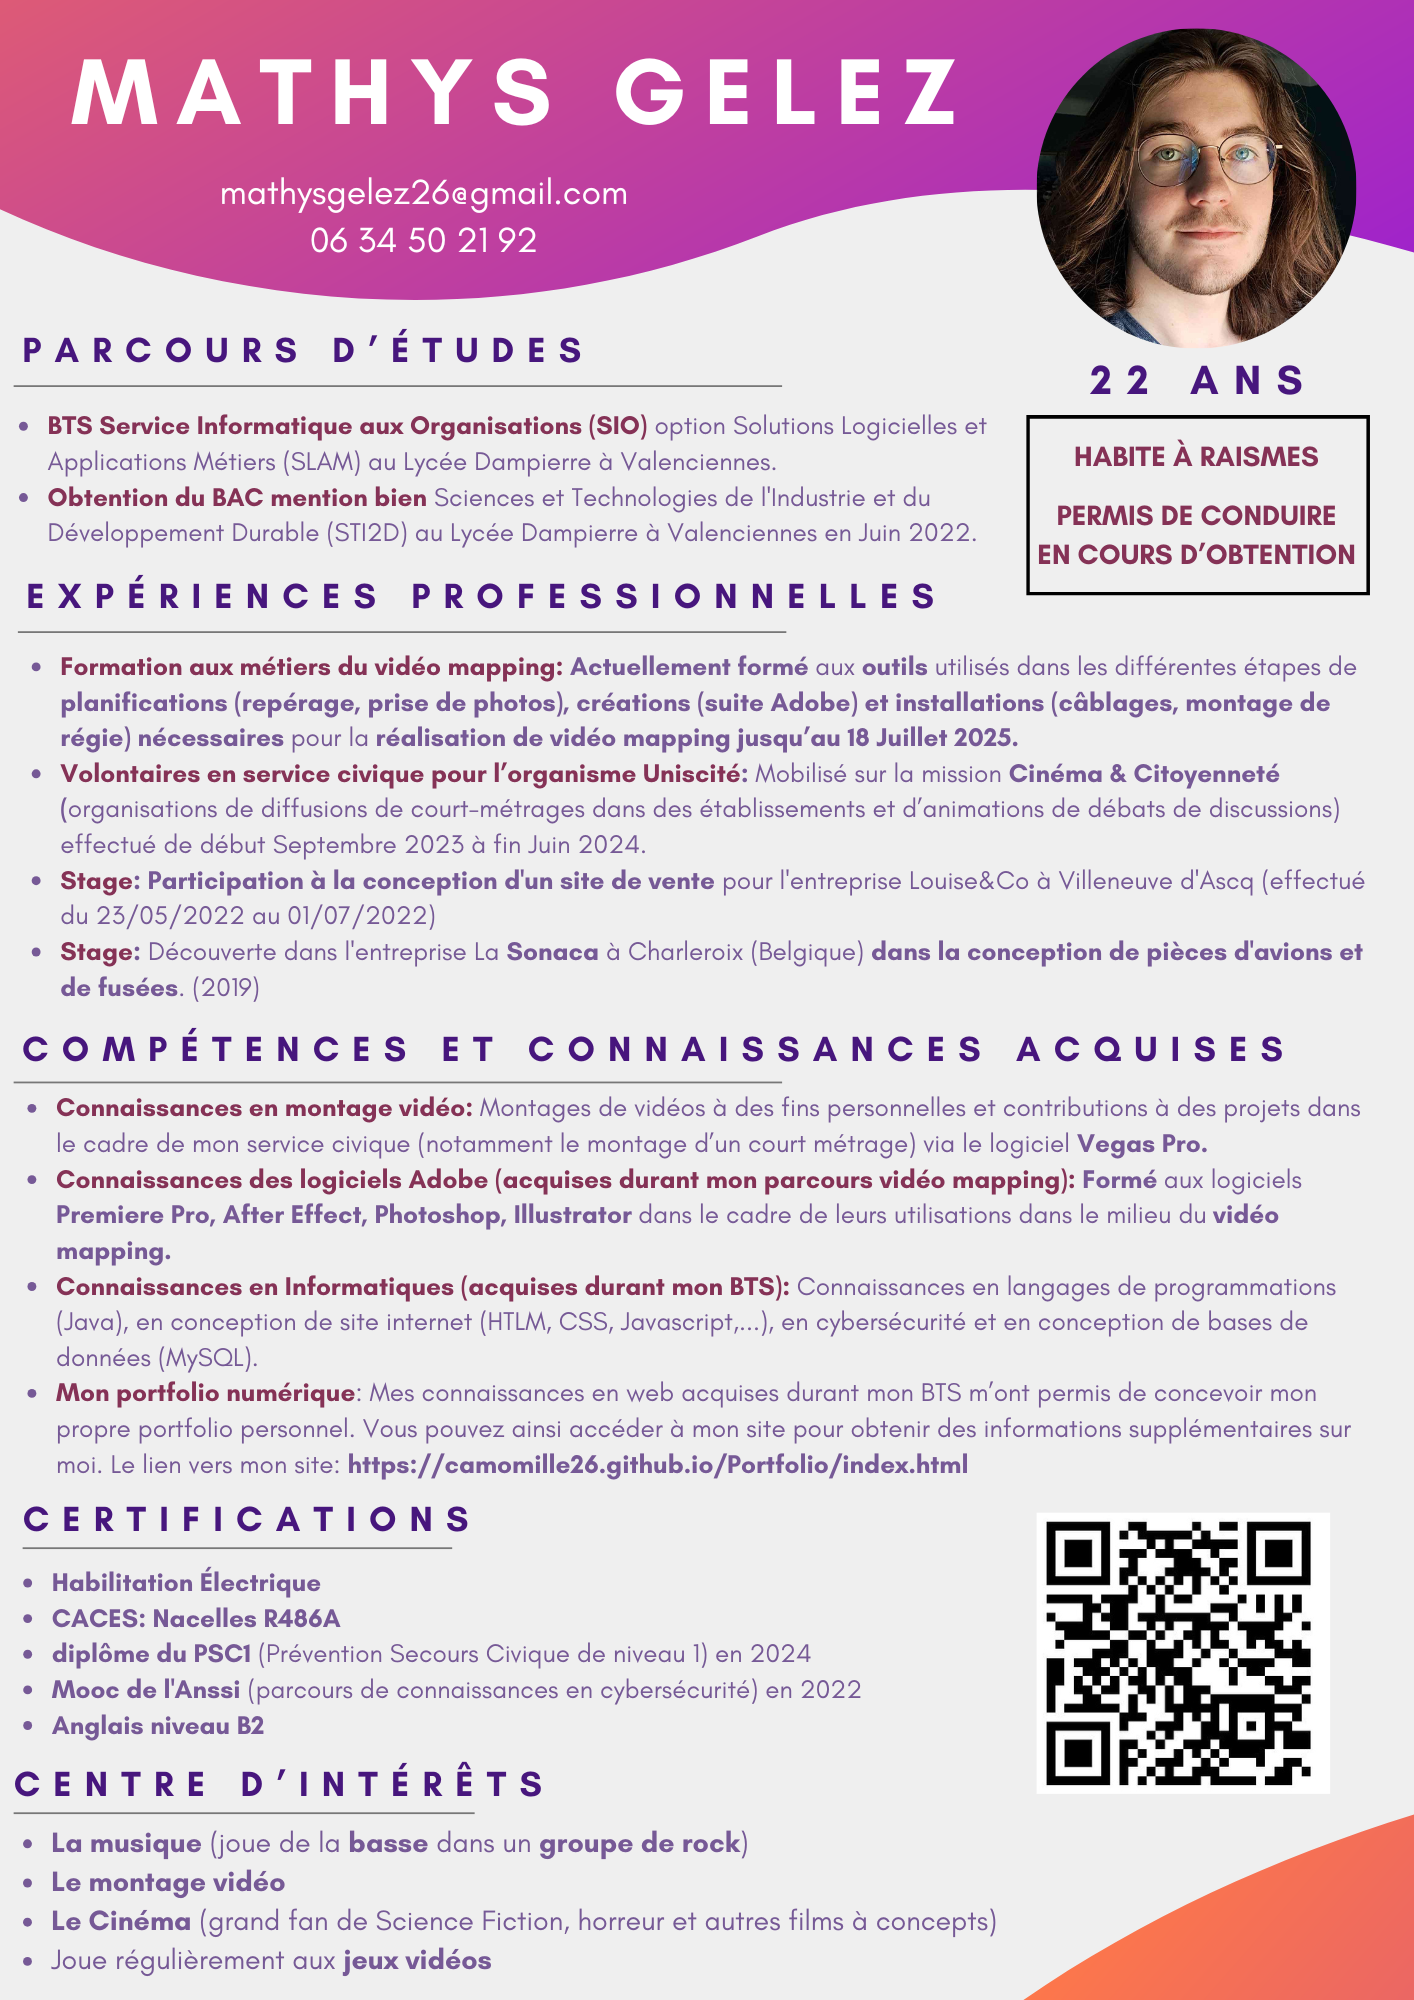 MATHYS GELEZ
mathysgelez26@gmail.com
06 34 50 21 92
PARCOURS D’ÉTUDES
22 ANS
• BTS Service Informatique aux Organisations (SIO) option Solutions Logicielles et
Applications Métiers (SLAM) au Lycée Dampierre à Valenciennes.
• Obtention du BAC mention bien Sciences et Technologies de l'Industrie et du
Développement Durable (STI2D) au Lycée Dampierre à Valenciennes en Juin 2022.
HABITE À RAISMES
PERMIS DE CONDUIRE
EN COURS D’OBTENTION
EXPÉRIENCES PROFESSIONNELLES
• Formation aux métiers du vidéo mapping: Actuellement formé aux outils utilisés dans les différentes étapes de
planifications (repérage, prise de photos), créations (suite Adobe) et installations (câblages, montage de
régie) nécessaires pour la réalisation de vidéo mapping jusqu’au 18 Juillet 2025.
• Volontaires en service civique pour l’organisme Uniscité: Mobilisé sur la mission Cinéma & Citoyenneté
(organisations de diffusions de court-métrages dans des établissements et d’animations de débats de discussions)
effectué de début Septembre 2023 à fin Juin 2024.
• Stage: Participation à la conception d'un site de vente pour l'entreprise Louise&Co à Villeneuve d'Ascq (effectué
du 23/05/2022 au 01/07/2022)
• Stage: Découverte dans l'entreprise La Sonaca à Charleroix (Belgique) dans la conception de pièces d'avions et
de fusées. (2019)
COMPÉTENCES ET CONNAISSANCES ACQUISES
• Connaissances en montage vidéo: Montages de vidéos à des fins personnelles et contributions à des projets dans
le cadre de mon service civique (notamment le montage d’un court métrage) via le logiciel Vegas Pro.
• Connaissances des logiciels Adobe (acquises durant mon parcours vidéo mapping): Formé aux logiciels
Premiere Pro, After Effect, Photoshop, Illustrator dans le cadre de leurs utilisations dans le milieu du vidéo
mapping.
• Connaissances en Informatiques (acquises durant mon BTS): Connaissances en langages de programmations
(Java), en conception de site internet (HTLM, CSS, Javascript,...), en cybersécurité et en conception de bases de
données (MySQL).
• Mon portfolio numérique: Mes connaissances en web acquises durant mon BTS m’ont permis de concevoir mon
propre portfolio personnel. Vous pouvez ainsi accéder à mon site pour obtenir des informations supplémentaires sur
moi. Le lien vers mon site: https://camomille26.github.io/Portfolio/index.html
CERTIFICATIONS
• Habilitation Électrique
• CACES: Nacelles R486A
• diplôme du PSC1 (Prévention Secours Civique de niveau 1) en 2024
• Mooc de l'Anssi (parcours de connaissances en cybersécurité) en 2022
• Anglais niveau B2
CENTRE D’INTÉRÊTS
• La musique (joue de la basse dans un groupe de rock)
• Le montage vidéo
• Le Cinéma (grand fan de Science Fiction, horreur et autres films à concepts)
• Joue régulièrement aux jeux vidéos